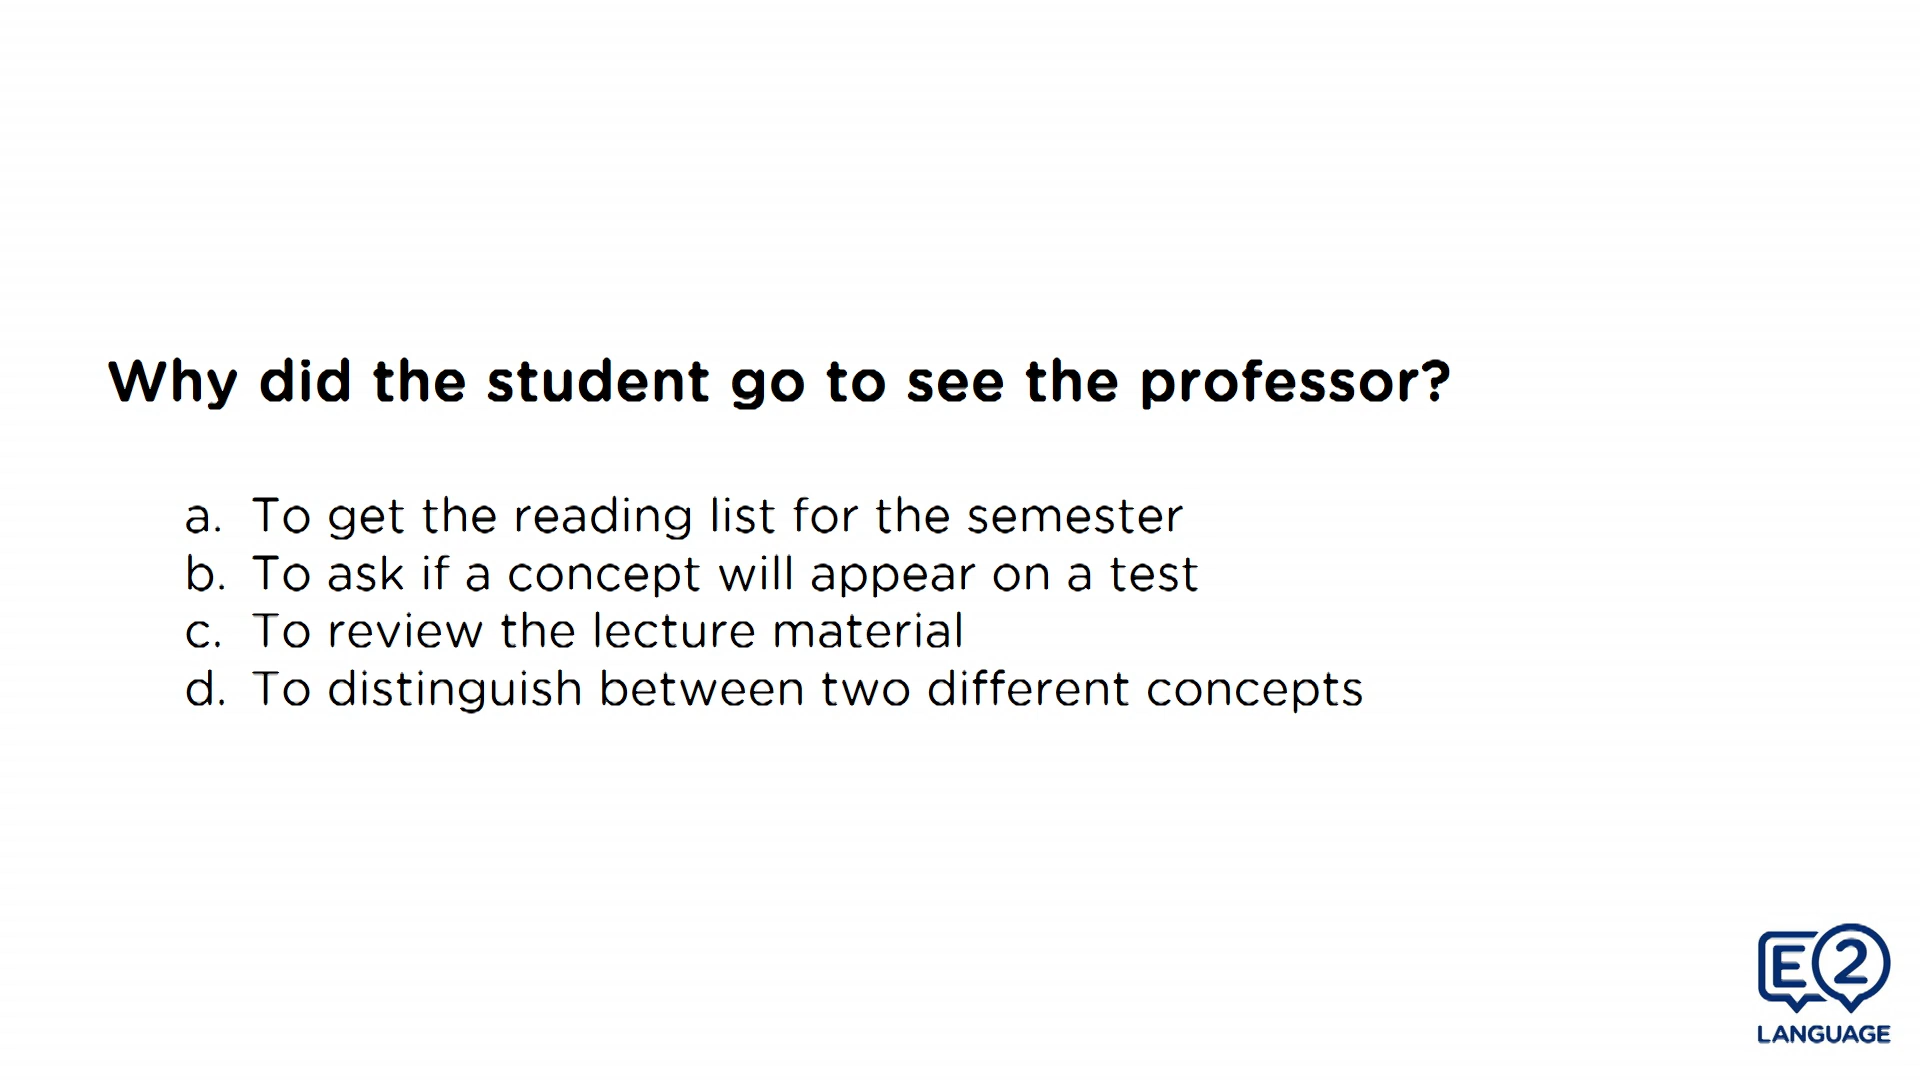 Why did the student go to see the professor?
a. To get the reading list for the semester
b. To ask if a concept will appear on a test
c. To review the lecture material
d. To distinguish between two different concepts
E2
LANGUAGE